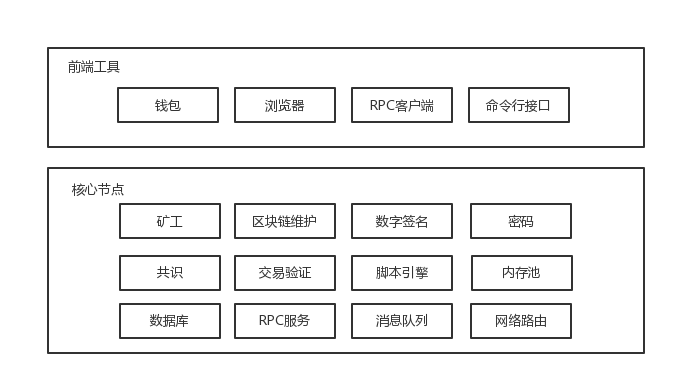 前端工具
钱包 浏览器 RPC客户端 命令行接口
核心节点
矿工 区块链维护 数字签名 密码
共识 交易验证 脚本引擎 内存池
数据库 RPC服务 消息队列 网络路由